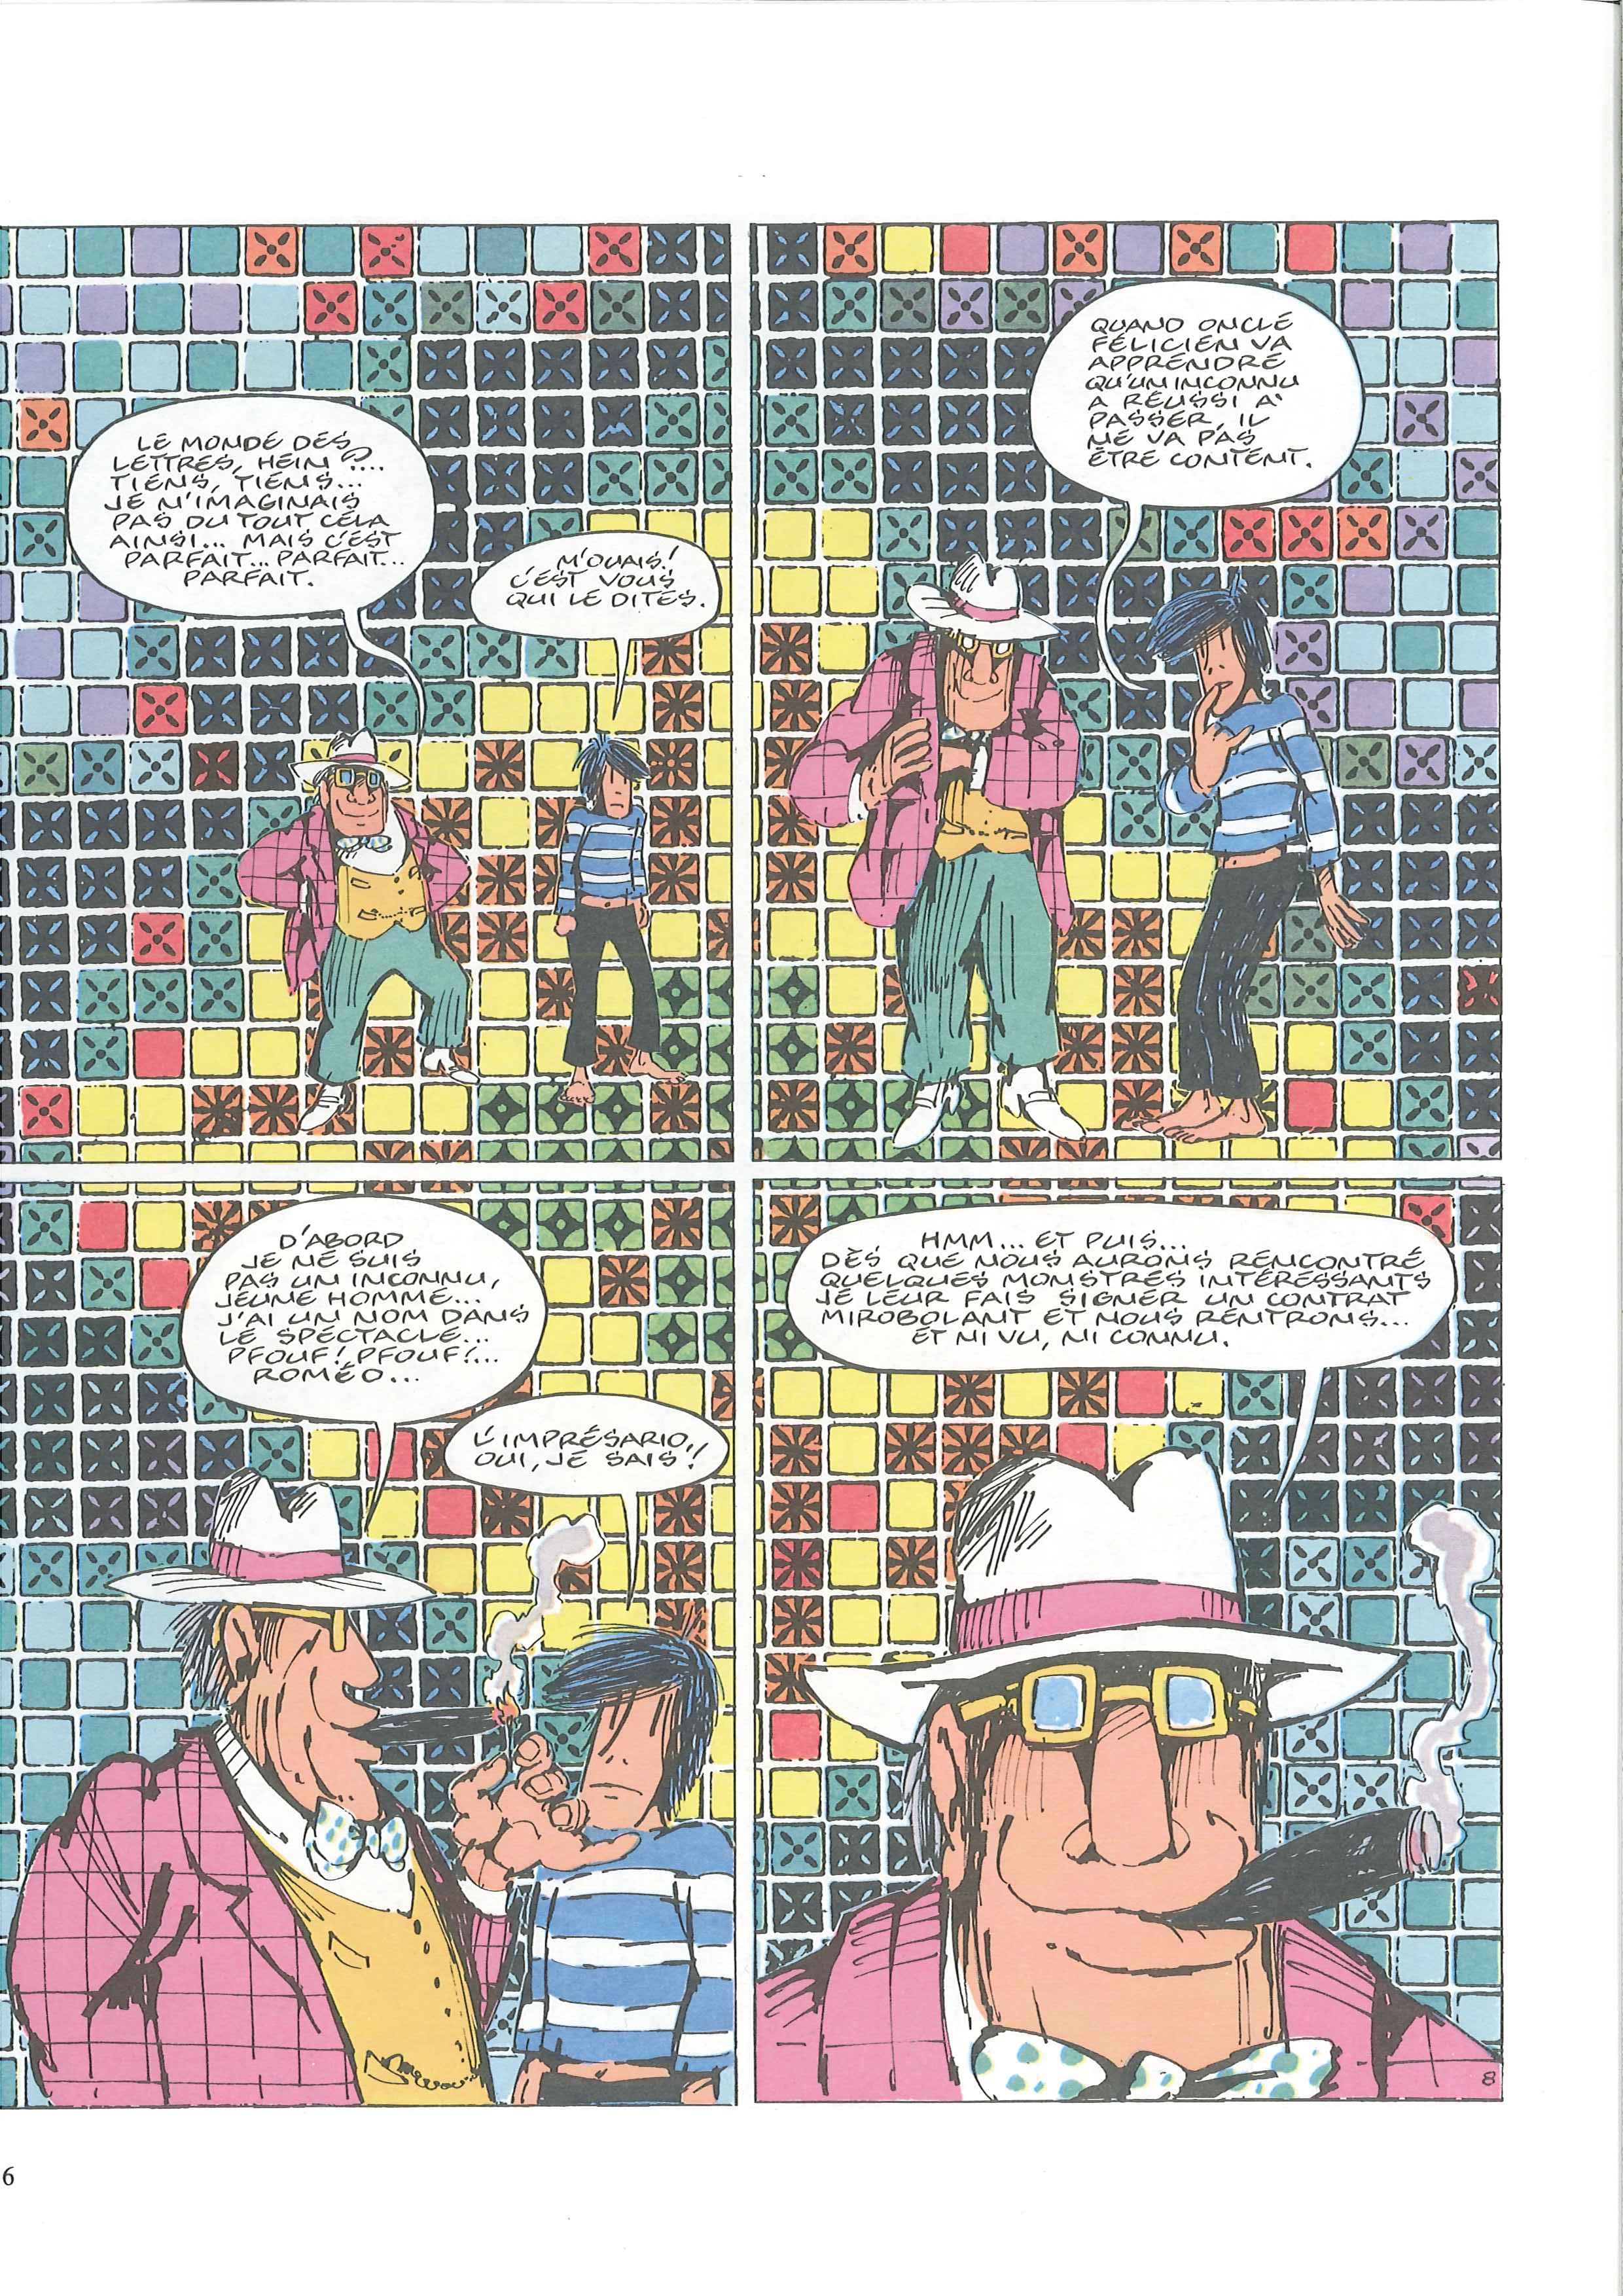 LE MONDE DES
LETTRES, HEIN ?...
TIENS, TIENS...
JE N'IMAGINAIS
PAS DU TOUT CELA
AINSI... MAIS C'EST
PARFAIT... PARFAIT...
PARFAIT.
M'OUAIS!
C'EST VOUS
QUI LE DITES.
QUAND ONCLE
FÉLICIEN VA
APPRENDRE
QU'UN INCONNU
A RÉUSSI À
PASSER, IL
NE VA PAS
ÊTRE CONTENT.
D'ABORD
JE NE SUIS
PAS UN INCONNU,
JEUNE HOMME...
J'AI UN NOM DANS
LE SPECTACLE...
PFOUF! PFOUF!...
ROMÉO...
L'IMPRÉSARIO,
OUI, JE SAIS!
HMM... ET PUIS...
DÈS QUE NOUS AURONS RENCONTRÉ
QUELQUES MONSTRES INTÉRESSANTS
JE LEUR FAIS SIGNER UN CONTRAT
MIROBOLANT ET NOUS RENTRONS...
ET NI VU, NI CONNU.
8
6